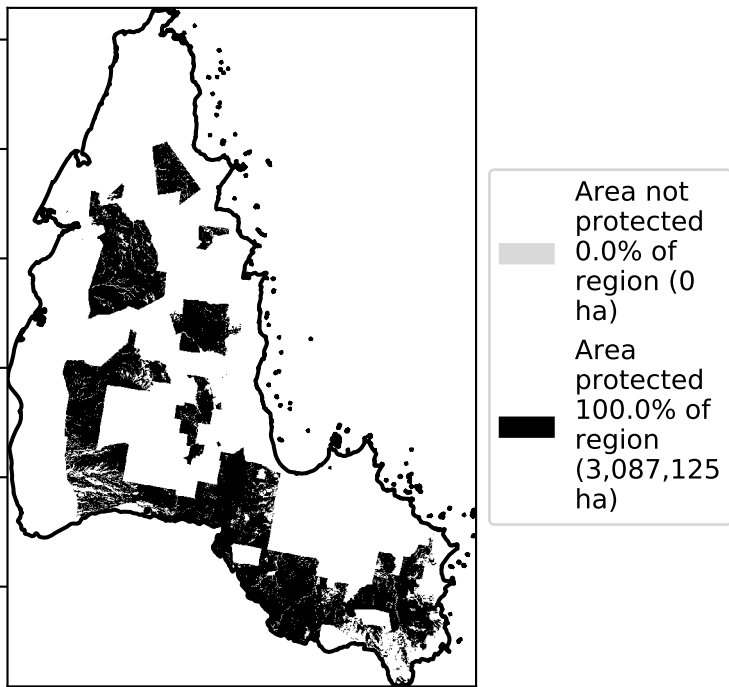 Area not
protected
0.0% of
region (0
ha)
Area
protected
100.0% of
region
(3,087,125
ha)